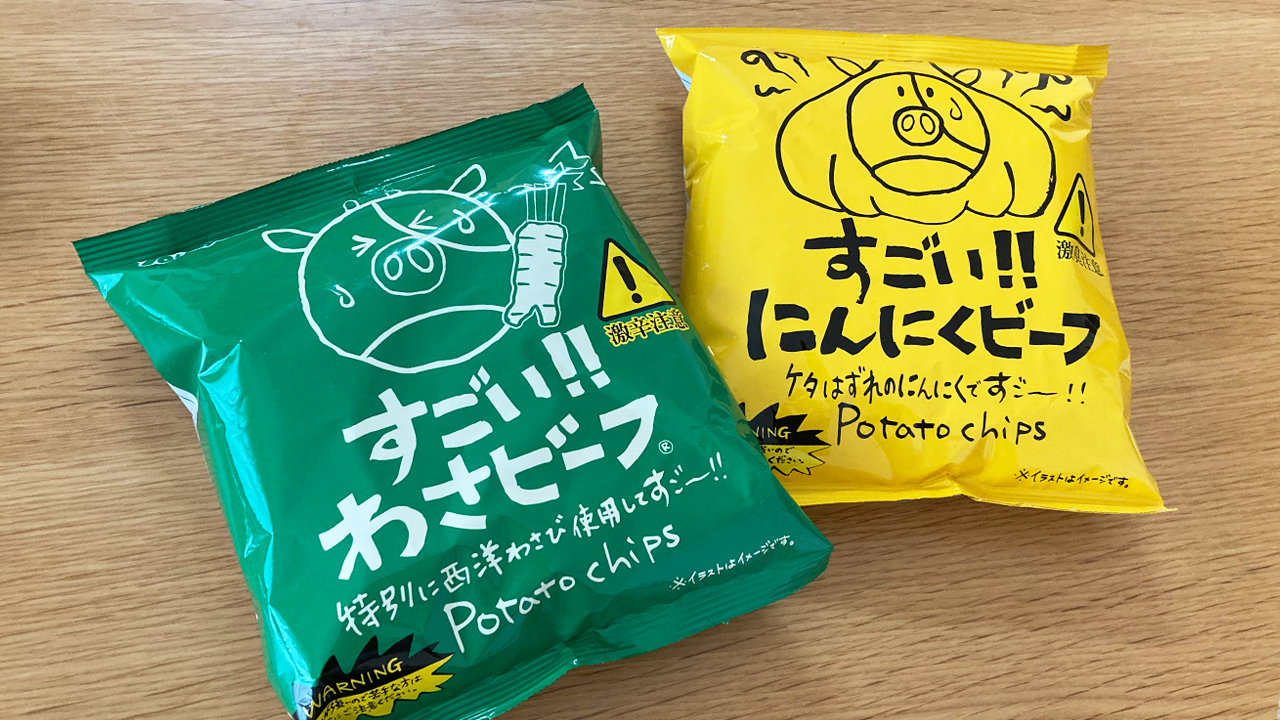 激辛注意
すごい!!
わさビーフ®
特別に西洋わさび使用してすご〜!!
Potato chips
※イラストはイメージです。
WARNING
すごい!!
にんにくビーフ
ケタはずれのにんにくですご〜!!
Potato chips
※イラストはイメージです。